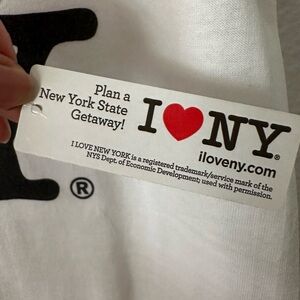 Plan a
New York State
Getaway!
I❤NY®
iloveny.com
I LOVE NEW YORK is a registered trademark/service mark of the
NYS Dept. of Economic Development; used with permission.
®